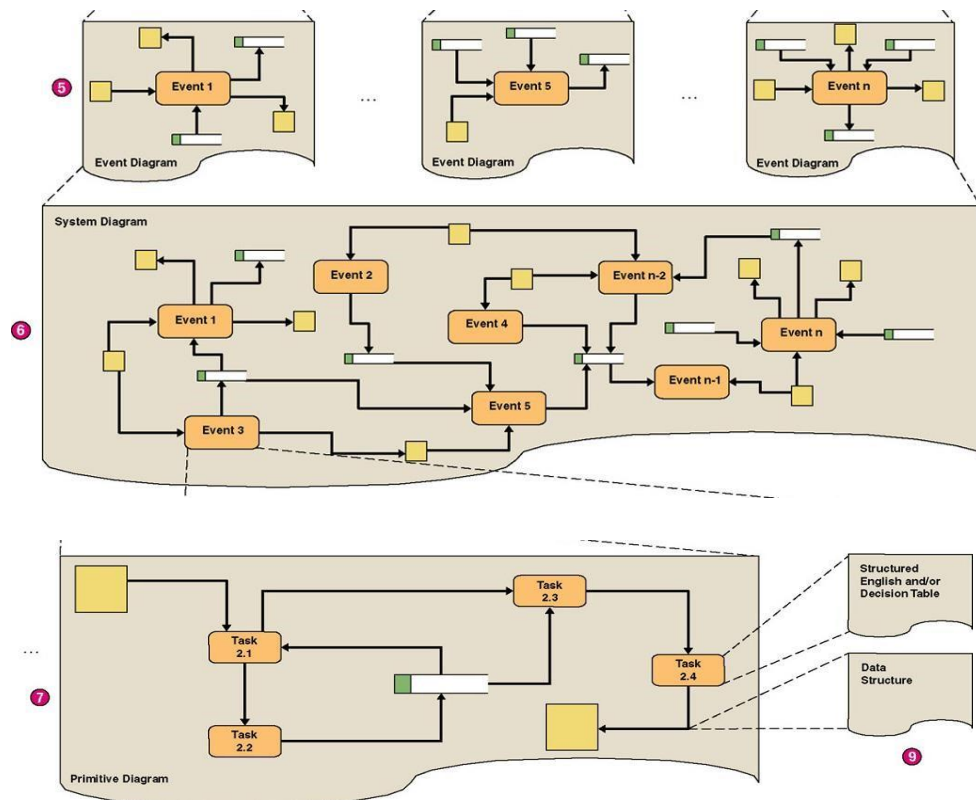 Event 1
5
Event Diagram
...
Event 5
Event Diagram
...
Event n
Event Diagram
System Diagram
6
Event 1
Event 2
Event 3
Event 4
Event 5
Event n-2
Event n-1
Event n
...
7
Task
2.1
Task
2.2
Task
2.3
Task
2.4
Primitive Diagram
Structured
English and/or
Decision Table
Data
Structure
9